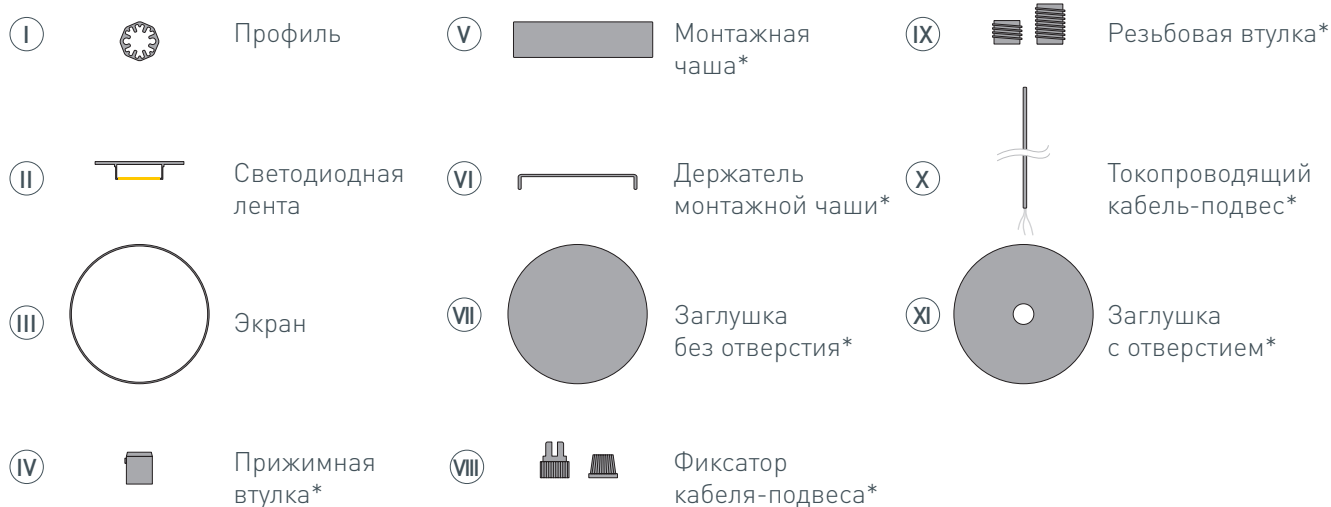 I
Профиль
II
Светодиодная
лента
III
Экран
IV
Прижимная
втулка*
V
Монтажная
чаша*
VI
Держатель
монтажной чаши*
VII
Заглушка
без отверстия*
VIII
Фиксатор
кабеля-подвеса*
IX
Резьбовая втулка*
X
Токопроводящий
кабель-подвес*
XI
Заглушка
с отверстием*